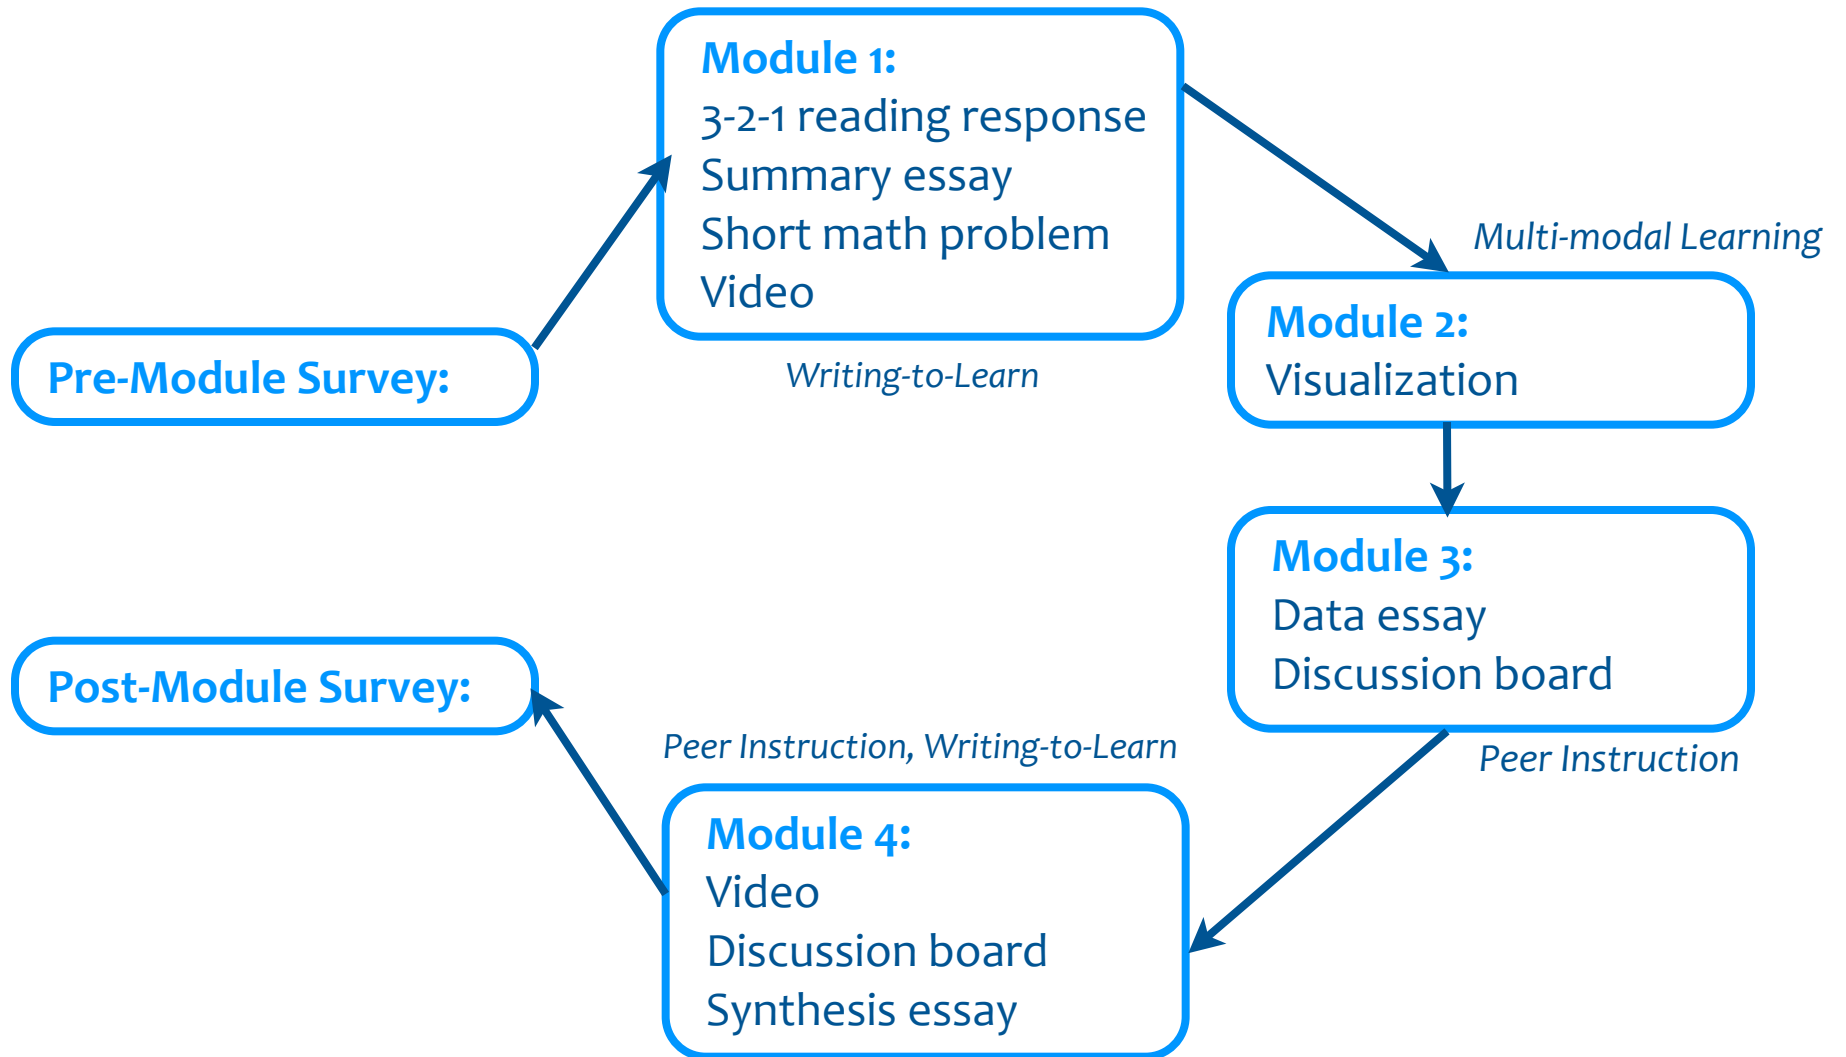 Pre-Module Survey:
Module 1:
3-2-1 reading response
Summary essay
Short math problem
Video
Writing-to-Learn
Multi-modal Learning
Module 2:
Visualization
Module 3:
Data essay
Discussion board
Peer Instruction
Peer Instruction, Writing-to-Learn
Module 4:
Video
Discussion board
Synthesis essay
Post-Module Survey: